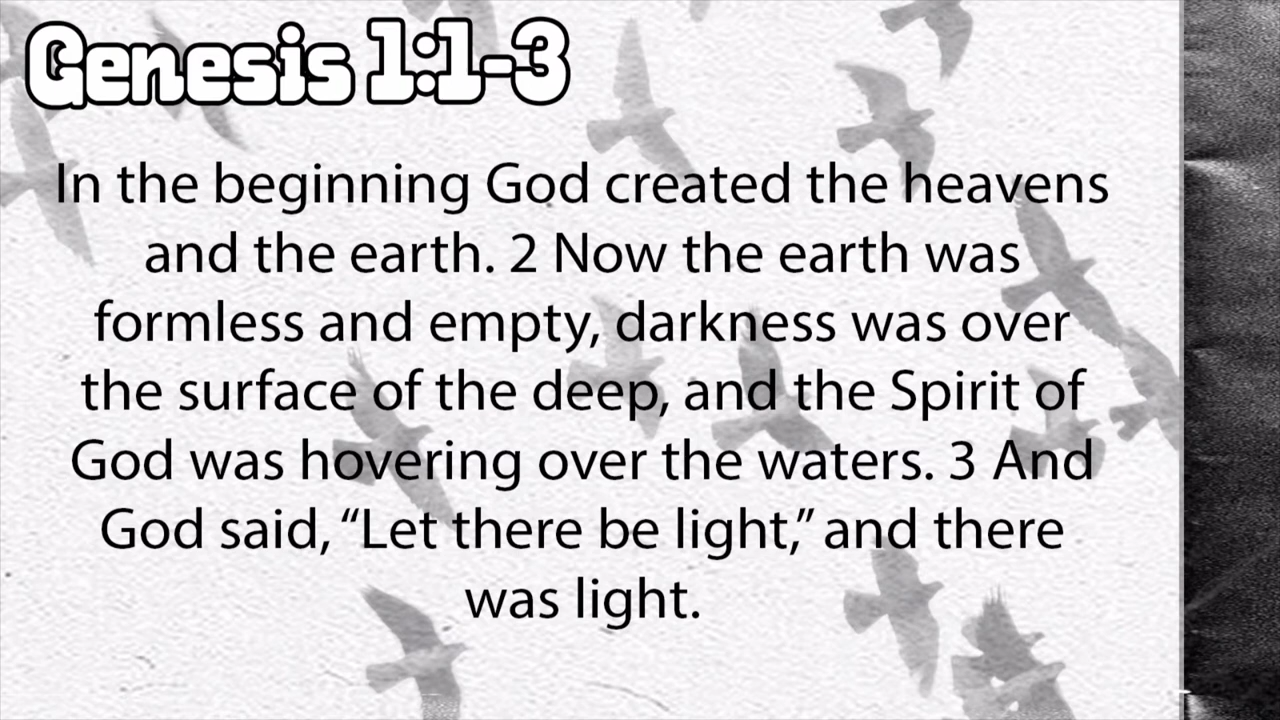 Genesis 1:1-3
In the beginning God created the heavens
and the earth. 2 Now the earth was
formless and empty, darkness was over
the surface of the deep, and the Spirit of
God was hovering over the waters. 3 And
God said, “Let there be light,” and there
was light.